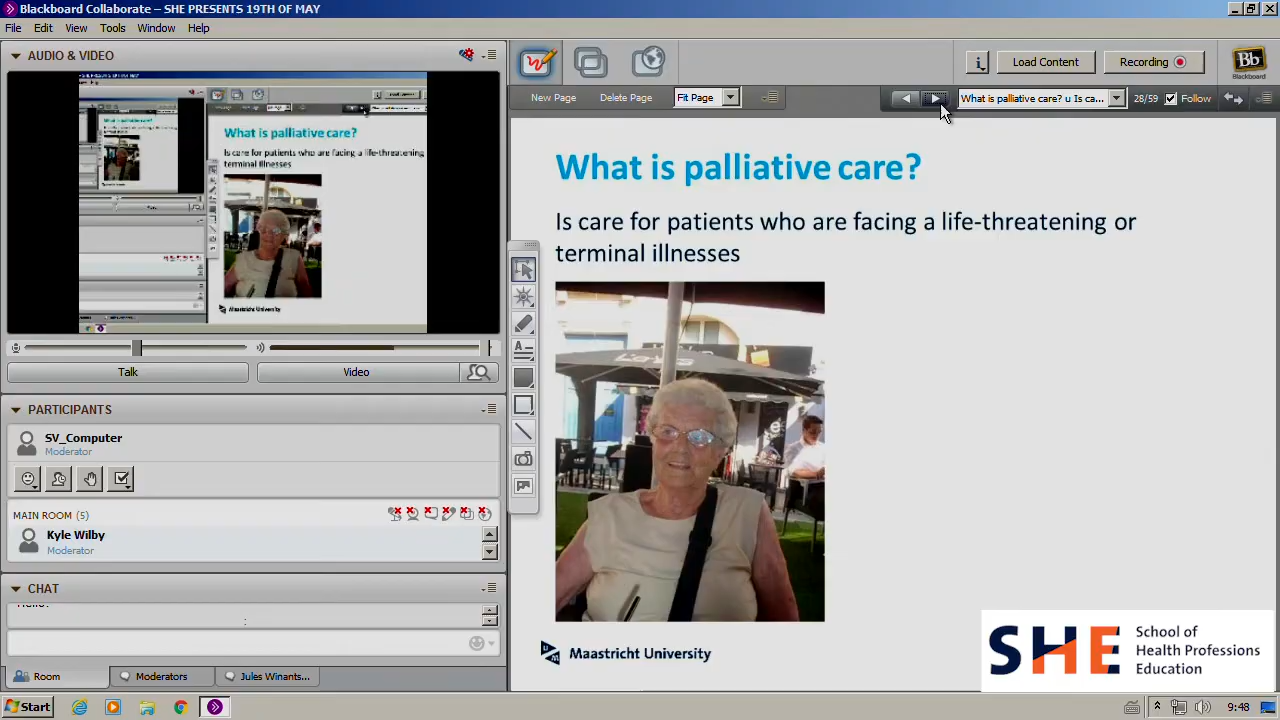 Blackboard Collaborate – SHE PRESENTS 19TH OF MAY
File Edit View Tools Window Help
AUDIO & VIDEO
Load Content
Recording
Bb
Blackboard
New Page
Delete Page
Fit Page
What is palliative care? u Is ca...
28/59
Follow
What is palliative care?
Is care for patients who are facing a life-threatening or
terminal illnesses
Maastricht University
What is palliative care?
Is care for patients who are facing a life-threatening
terminal illnesses
Maastricht University
Talk
Video
PARTICIPANTS
SV_Computer
Moderator
MAIN ROOM (5)
Kyle Wilby
Moderator
CHAT
:
Room
Moderators
Jules Winants...
SHE
School of
Health Professions
Education
Start
9:48